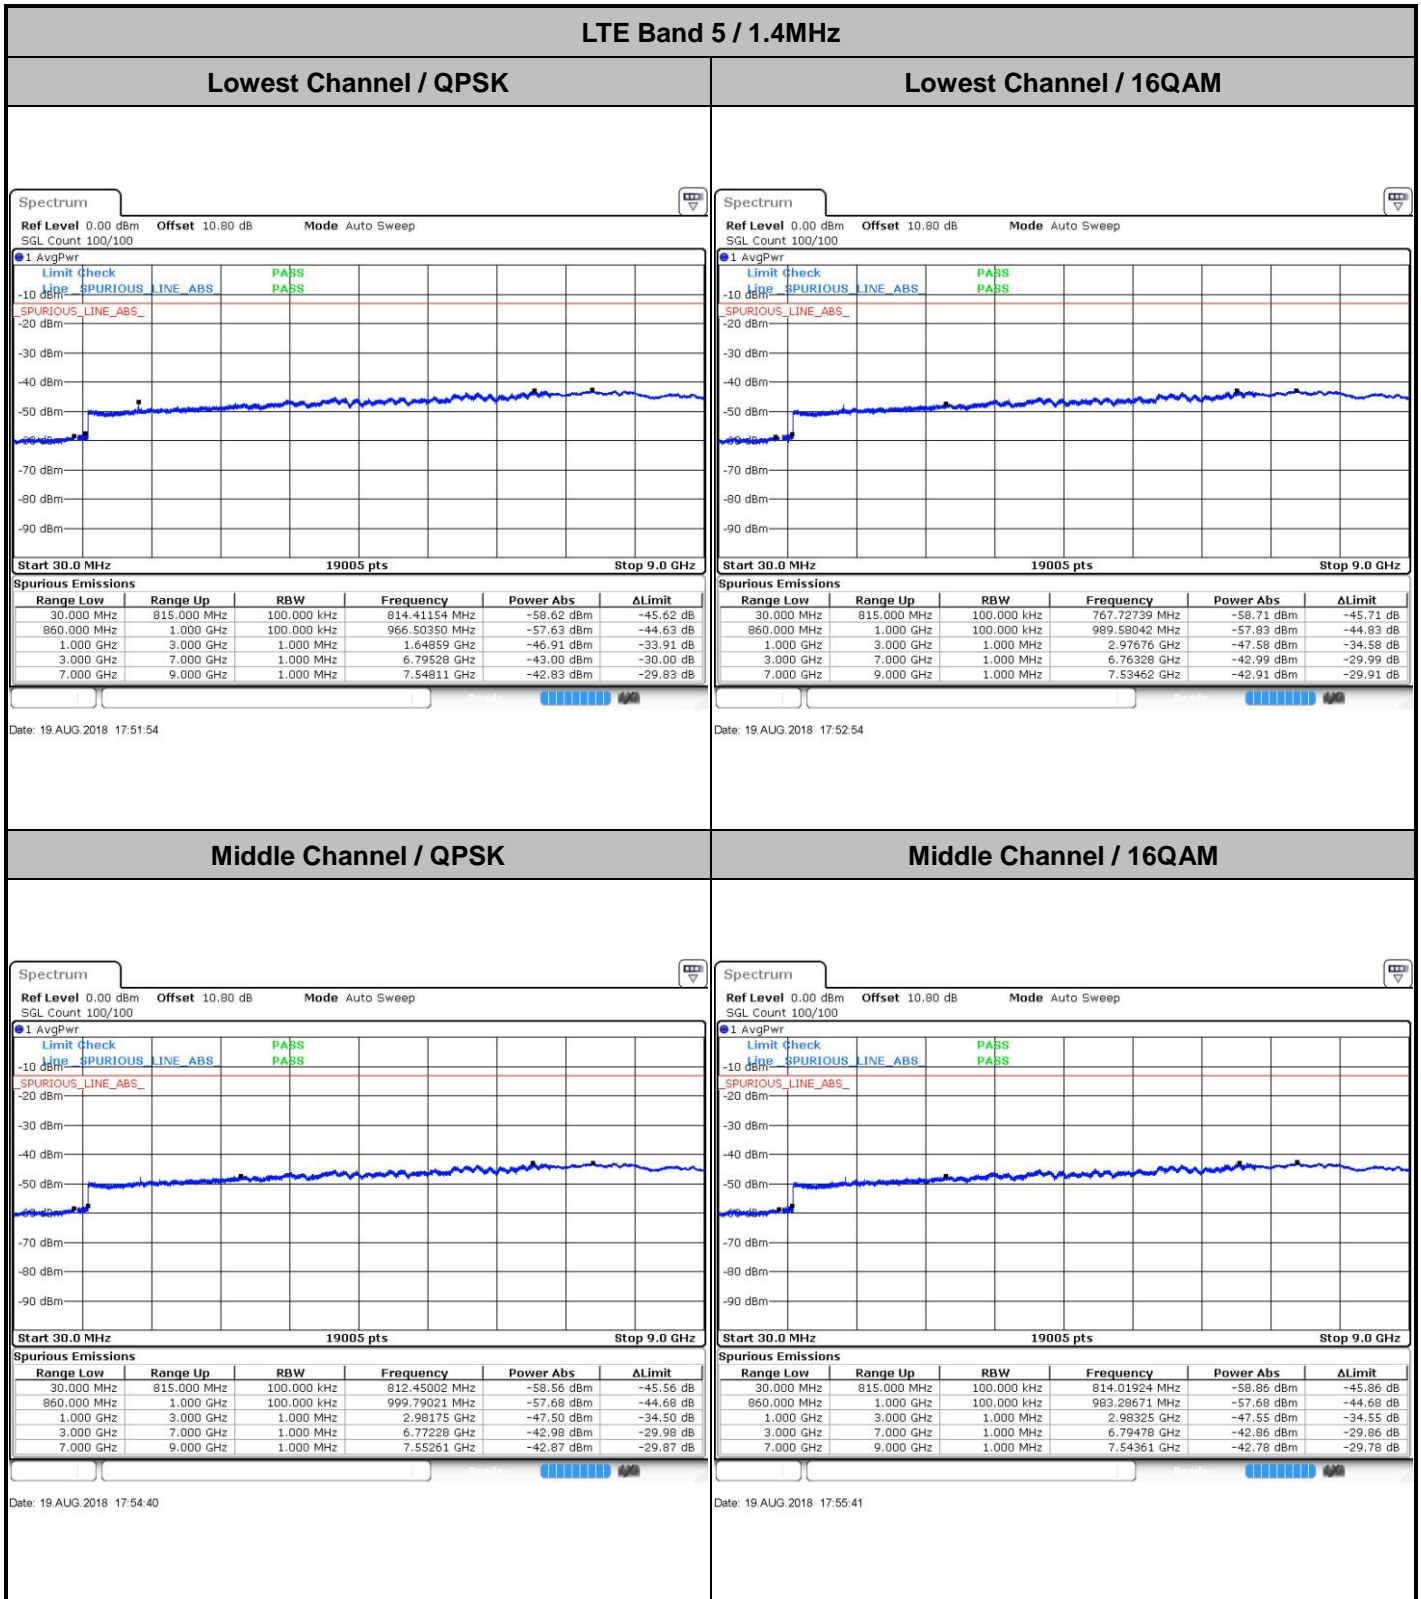 LTE Band 5 / 1.4MHz
Lowest Channel / QPSK
Lowest Channel / 16QAM
Spectrum
Ref Level 0.00 dBm Offset 10.80 dB Mode Auto Sweep
SGL Count 100/100
1 AvgPwr
Limit Check PASS
Line _SPURIOUS_LINE_ABS_ PASS
-10 dBm
_SPURIOUS_LINE_ABS_
-20 dBm
-30 dBm
-40 dBm
-50 dBm
-60 dBm
-70 dBm
-80 dBm
-90 dBm
Start 30.0 MHz 19005 pts Stop 9.0 GHz
Spurious Emissions
Range Low Range Up RBW Frequency Power Abs ΔLimit
30.000 MHz 815.000 MHz 100.000 kHz 814.41154 MHz -58.62 dBm -45.62 dB
860.000 MHz 1.000 GHz 100.000 kHz 966.50350 MHz -57.63 dBm -44.63 dB
1.000 GHz 3.000 GHz 1.000 MHz 1.64859 GHz -46.91 dBm -33.91 dB
3.000 GHz 7.000 GHz 1.000 MHz 6.79528 GHz -43.00 dBm -30.00 dB
7.000 GHz 9.000 GHz 1.000 MHz 7.54811 GHz -42.83 dBm -29.83 dB
Date: 19.AUG.2018 17:51:54
Spectrum
Ref Level 0.00 dBm Offset 10.80 dB Mode Auto Sweep
SGL Count 100/100
1 AvgPwr
Limit Check PASS
Line _SPURIOUS_LINE_ABS_ PASS
-10 dBm
_SPURIOUS_LINE_ABS_
-20 dBm
-30 dBm
-40 dBm
-50 dBm
-60 dBm
-70 dBm
-80 dBm
-90 dBm
Start 30.0 MHz 19005 pts Stop 9.0 GHz
Spurious Emissions
Range Low Range Up RBW Frequency Power Abs ΔLimit
30.000 MHz 815.000 MHz 100.000 kHz 767.72739 MHz -58.71 dBm -45.71 dB
860.000 MHz 1.000 GHz 100.000 kHz 989.58042 MHz -57.83 dBm -44.83 dB
1.000 GHz 3.000 GHz 1.000 MHz 2.97676 GHz -47.58 dBm -34.58 dB
3.000 GHz 7.000 GHz 1.000 MHz 6.76328 GHz -42.99 dBm -29.99 dB
7.000 GHz 9.000 GHz 1.000 MHz 7.53462 GHz -42.91 dBm -29.91 dB
Date: 19.AUG.2018 17:52:54
Middle Channel / QPSK
Middle Channel / 16QAM
Spectrum
Ref Level 0.00 dBm Offset 10.80 dB Mode Auto Sweep
SGL Count 100/100
1 AvgPwr
Limit Check PASS
Line _SPURIOUS_LINE_ABS_ PASS
-10 dBm
_SPURIOUS_LINE_ABS_
-20 dBm
-30 dBm
-40 dBm
-50 dBm
-60 dBm
-70 dBm
-80 dBm
-90 dBm
Start 30.0 MHz 19005 pts Stop 9.0 GHz
Spurious Emissions
Range Low Range Up RBW Frequency Power Abs ΔLimit
30.000 MHz 815.000 MHz 100.000 kHz 812.45002 MHz -58.56 dBm -45.56 dB
860.000 MHz 1.000 GHz 100.000 kHz 999.79021 MHz -57.68 dBm -44.68 dB
1.000 GHz 3.000 GHz 1.000 MHz 2.98175 GHz -47.50 dBm -34.50 dB
3.000 GHz 7.000 GHz 1.000 MHz 6.77228 GHz -42.98 dBm -29.98 dB
7.000 GHz 9.000 GHz 1.000 MHz 7.55261 GHz -42.87 dBm -29.87 dB
Date: 19.AUG.2018 17:54:40
Spectrum
Ref Level 0.00 dBm Offset 10.80 dB Mode Auto Sweep
SGL Count 100/100
1 AvgPwr
Limit Check PASS
Line _SPURIOUS_LINE_ABS_ PASS
-10 dBm
_SPURIOUS_LINE_ABS_
-20 dBm
-30 dBm
-40 dBm
-50 dBm
-60 dBm
-70 dBm
-80 dBm
-90 dBm
Start 30.0 MHz 19005 pts Stop 9.0 GHz
Spurious Emissions
Range Low Range Up RBW Frequency Power Abs ΔLimit
30.000 MHz 815.000 MHz 100.000 kHz 814.01924 MHz -58.86 dBm -45.86 dB
860.000 MHz 1.000 GHz 100.000 kHz 983.28671 MHz -57.68 dBm -44.68 dB
1.000 GHz 3.000 GHz 1.000 MHz 2.98325 GHz -47.55 dBm -34.55 dB
3.000 GHz 7.000 GHz 1.000 MHz 6.79478 GHz -42.86 dBm -29.86 dB
7.000 GHz 9.000 GHz 1.000 MHz 7.54361 GHz -42.78 dBm -29.78 dB
Date: 19.AUG.2018 17:55:41